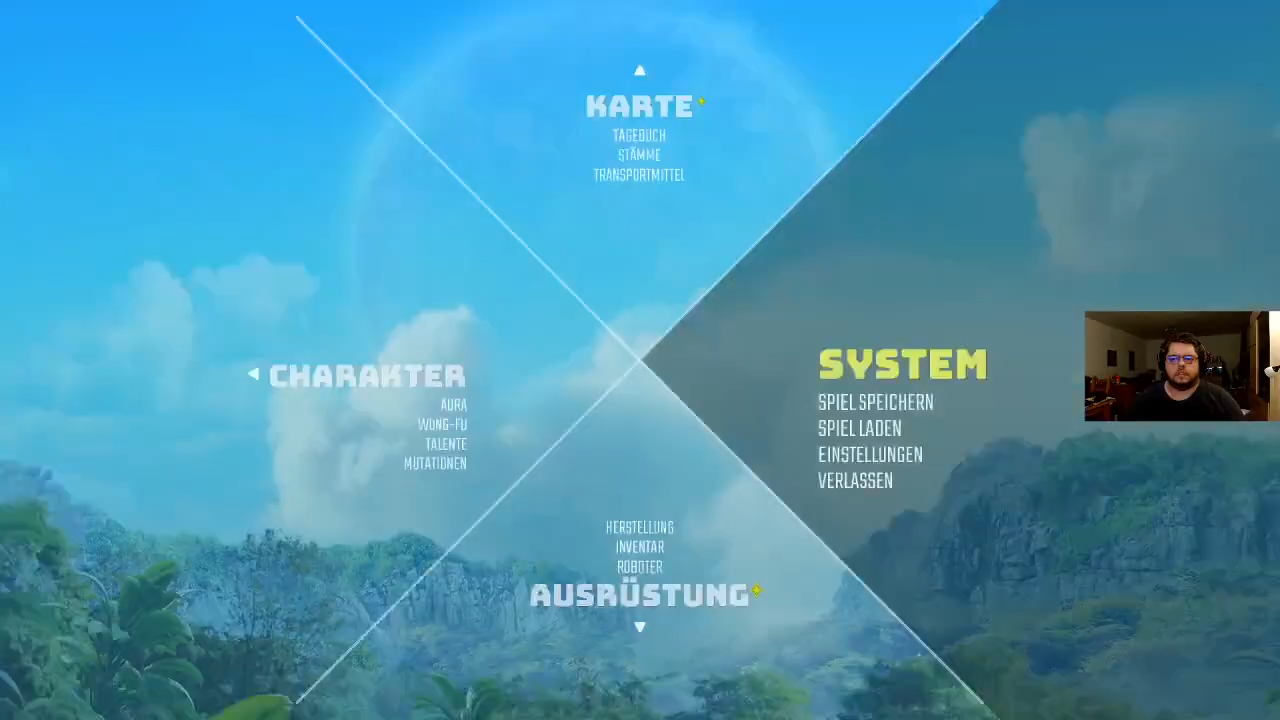 KARTE
TAGEBUCH
STÄMME
TRANSPORTMITTEL
CHARAKTER
AURA
WUNG-FU
TALENTE
MUTATIONEN
SYSTEM
SPIEL SPEICHERN
SPIEL LADEN
EINSTELLUNGEN
VERLASSEN
HERSTELLUNG
INVENTAR
ROBOTER
AUSRÜSTUNG